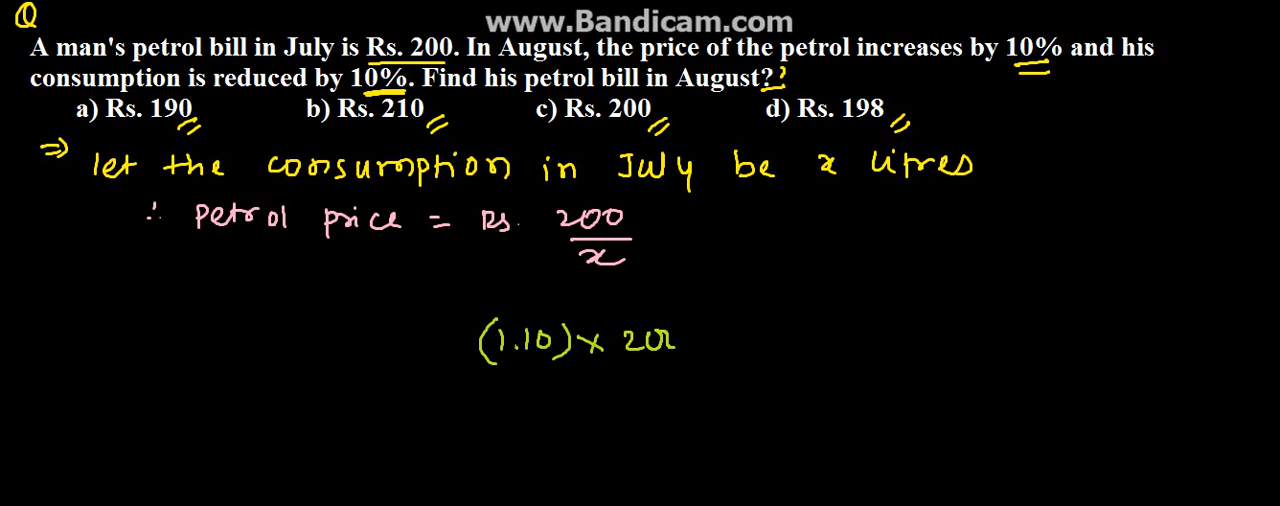 www.Bandicam.com
Q
A man's petrol bill in July is Rs. 200. In August, the price of the petrol increases by 10% and his
consumption is reduced by 10%. Find his petrol bill in August? ?
a) Rs. 190 b) Rs. 210 c) Rs. 200 d) Rs. 198
⇒ let the consumption in July be x litres
∴ Petrol price = Rs. 200/x
(1.10) × 200